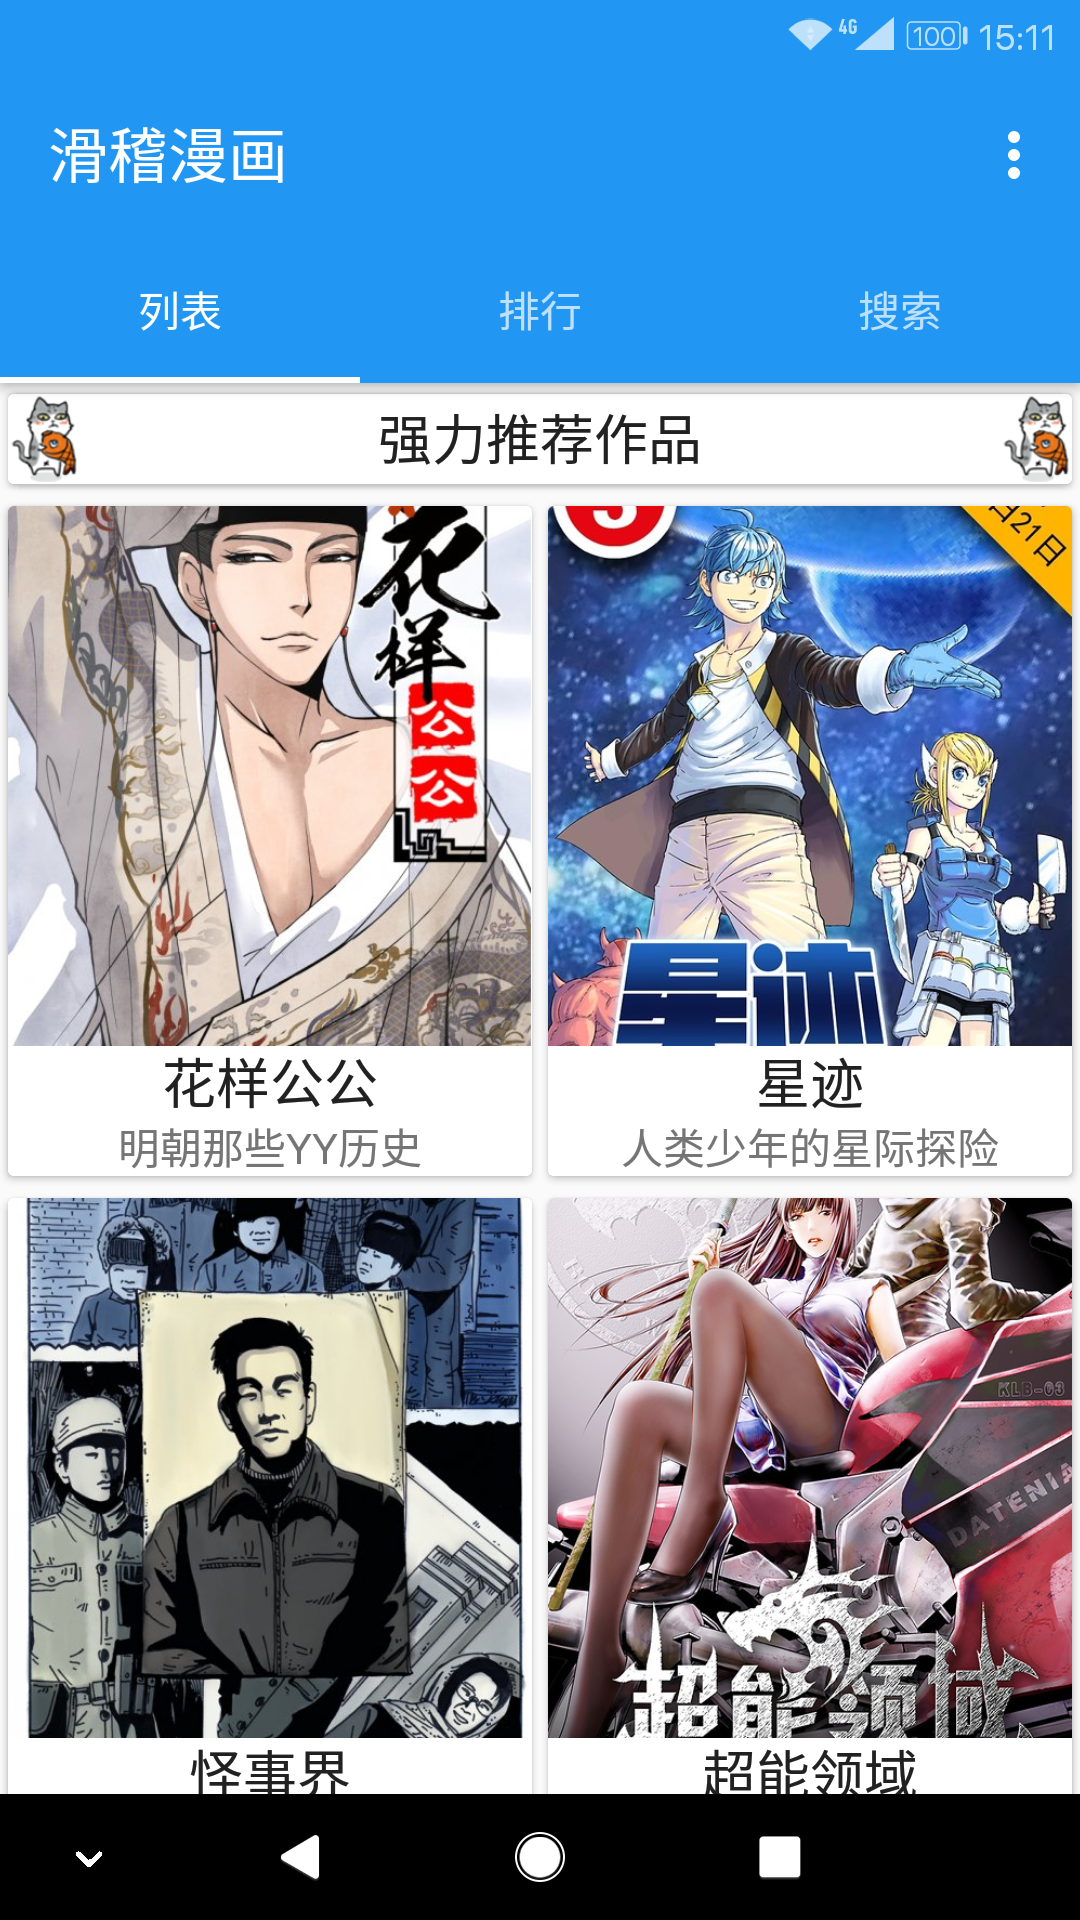 4G 100 15:11
滑稽漫画
列表 排行 搜索
强力推荐作品
花样
公公
3
日21日
星迹
花样公公
明朝那些YY历史
星迹
人类少年的星际探险
KLB-03
DATENIA
超能领域
怪事界
超能领域